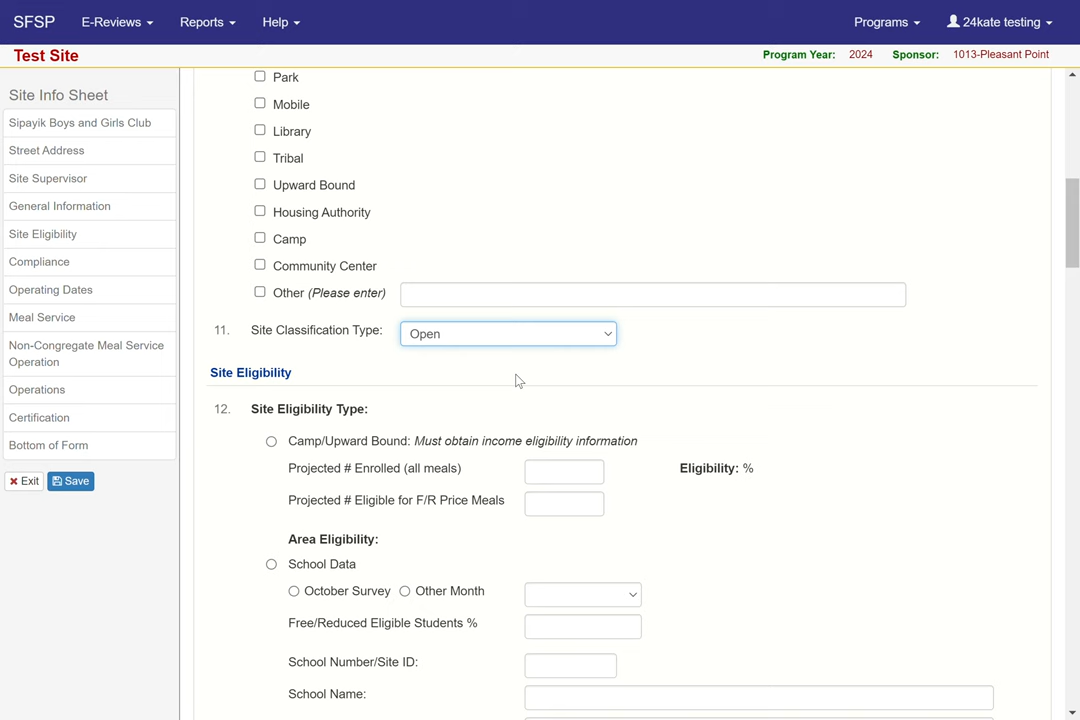 SFSP E-Reviews Reports Help Programs 24kate testing
Test Site Program Year: 2024 Sponsor: 1013-Pleasant Point
Site Info Sheet
Sipayik Boys and Girls Club
Street Address
Site Supervisor
General Information
Site Eligibility
Compliance
Operating Dates
Meal Service
Non-Congregate Meal Service
Operation
Operations
Certification
Bottom of Form
Exit Save
Park
Mobile
Library
Tribal
Upward Bound
Housing Authority
Camp
Community Center
Other (Please enter)
11. Site Classification Type: Open
Site Eligibility
12. Site Eligibility Type:
Camp/Upward Bound: Must obtain income eligibility information
Projected # Enrolled (all meals) Eligibility: %
Projected # Eligible for F/R Price Meals
Area Eligibility:
School Data
October Survey Other Month
Free/Reduced Eligible Students %
School Number/Site ID:
School Name: